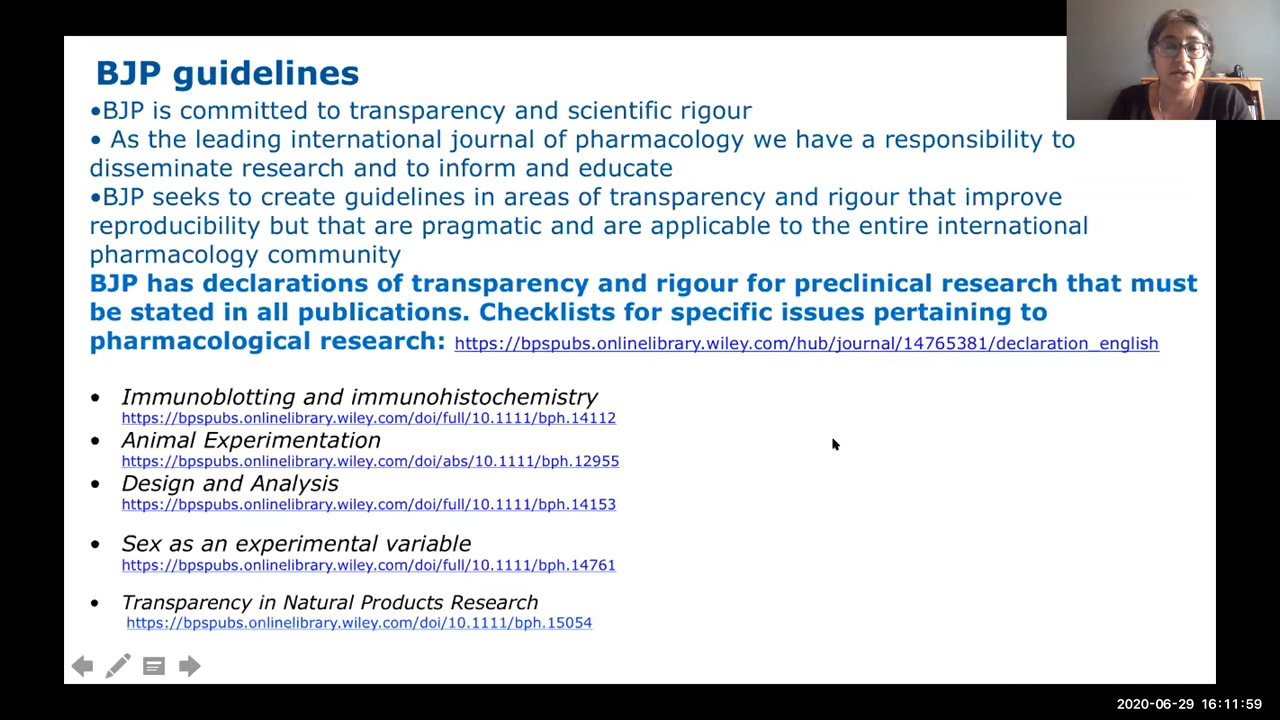 BJP guidelines
•BJP is committed to transparency and scientific rigour
• As the leading international journal of pharmacology we have a responsibility to
disseminate research and to inform and educate
•BJP seeks to create guidelines in areas of transparency and rigour that improve
reproducibility but that are pragmatic and are applicable to the entire international
pharmacology community
BJP has declarations of transparency and rigour for preclinical research that must
be stated in all publications. Checklists for specific issues pertaining to
pharmacological research: https://bpspubs.onlinelibrary.wiley.com/hub/journal/14765381/declaration_english
• Immunoblotting and immunohistochemistry
https://bpspubs.onlinelibrary.wiley.com/doi/full/10.1111/bph.14112
• Animal Experimentation
https://bpspubs.onlinelibrary.wiley.com/doi/abs/10.1111/bph.12955
• Design and Analysis
https://bpspubs.onlinelibrary.wiley.com/doi/full/10.1111/bph.14153
• Sex as an experimental variable
https://bpspubs.onlinelibrary.wiley.com/doi/full/10.1111/bph.14761
• Transparency in Natural Products Research
https://bpspubs.onlinelibrary.wiley.com/doi/10.1111/bph.15054
2020-06-29 16:11:59